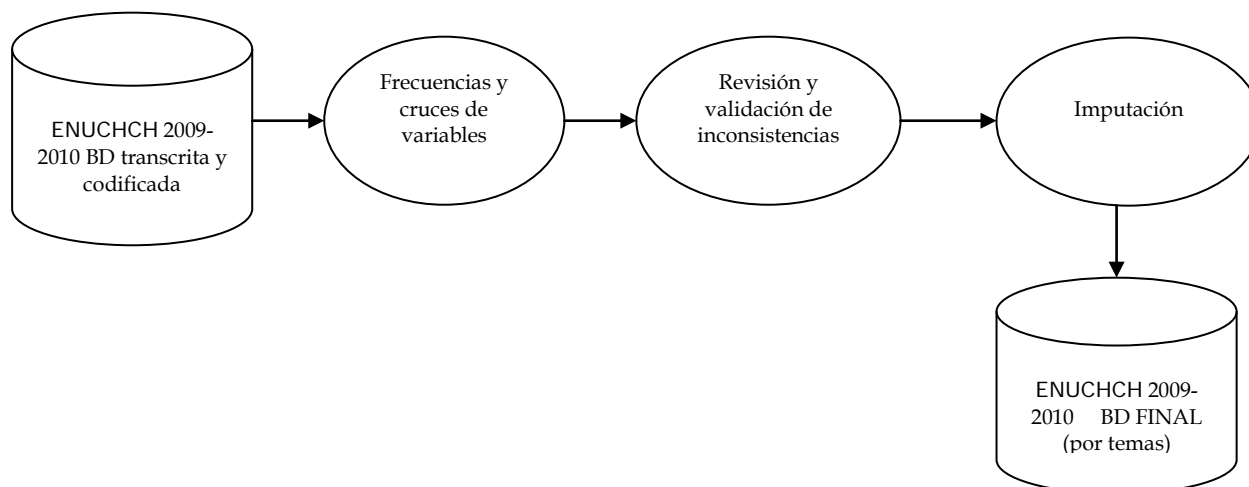 ENUCHCH 2009-
2010 BD transcrita y
codificada
Frecuencias y
cruces de
variables
Revisión y
validación de
inconsistencias
Imputación
ENUCHCH 2009-
2010 BD FINAL
(por temas)